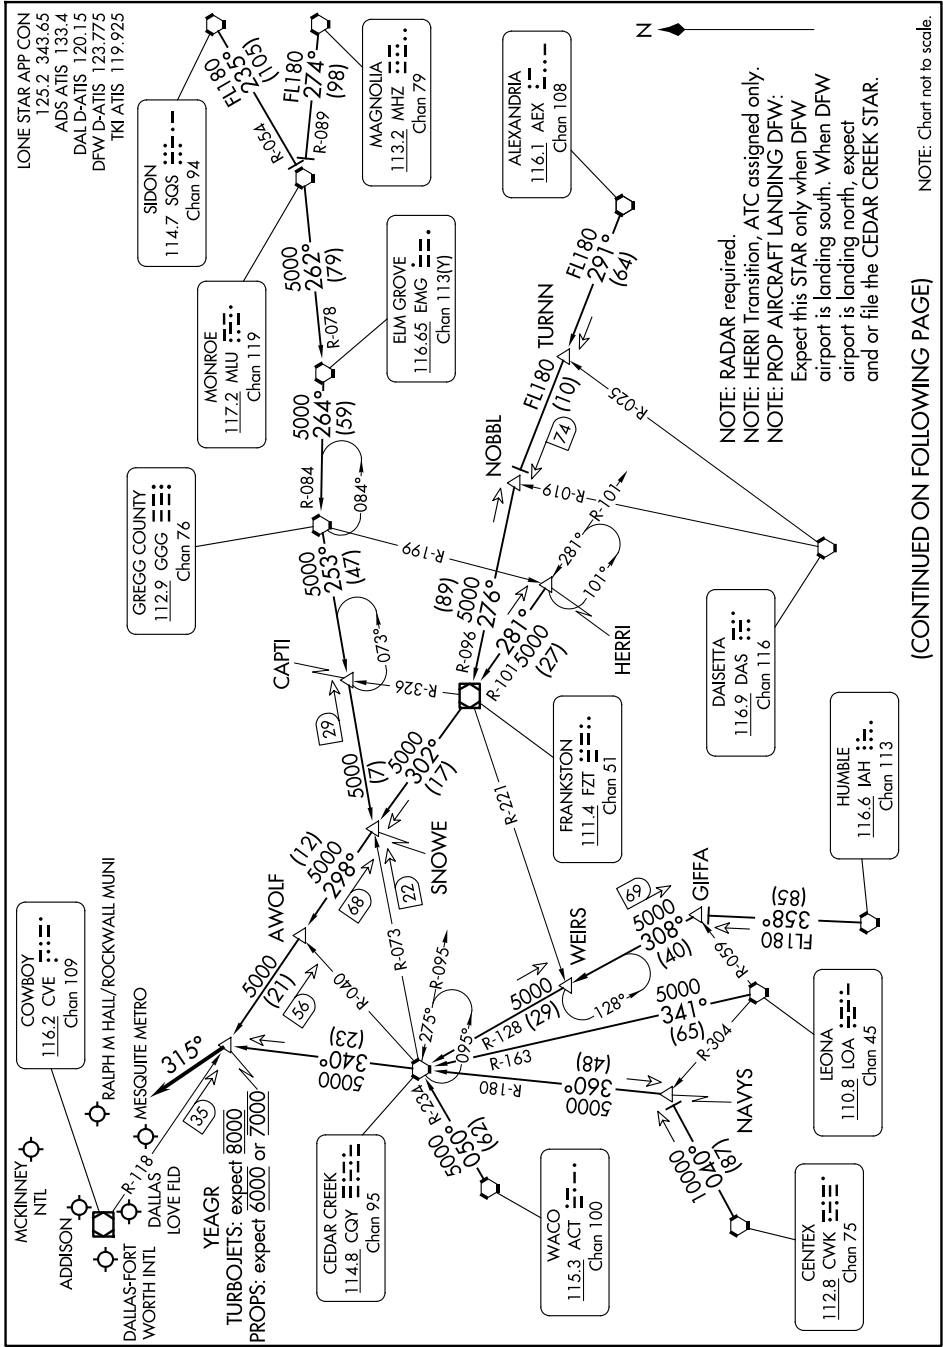 LONE STAR APP CON
125.2 343.65
ADS ATIS 133.4
DAL D-ATIS 120.15
DFW D-ATIS 123.775
TKI ATIS 119.925
SIDON
114.7 SQS
Chan 94
FL180
235°
(105)
R-054
FL180
274°
(98)
R-089
MAGNOLIA
113.2 MHZ
Chan 79
MONROE
117.2 MLU
Chan 119
5000
262°
(79)
R-078
ELM GROVE
116.65 EMG
Chan 113(Y)
ALEXANDRIA
116.1 AEX
Chan 108
FL180
291°
(64)
TURNN
N
GREGG COUNTY
112.9 GGG
Chan 76
5000
264°
(59)
R-084
084°
FL180
(10)
74
NOBBL
R-025
R-019
5000
253°
(47)
R-199
073°
CAPTI
29
R-326
(89)
5000
276°
R-096
R-101
281°
101°
281°
5000
(27)
R-101
HERRI
DAISETTA
116.9 DAS
Chan 116
NOTE: RADAR required.
NOTE: HERRI Transition, ATC assigned only.
NOTE: PROP AIRCRAFT LANDING DFW:
Expect this STAR only when DFW
airport is landing south. When DFW
airport is landing north, expect
and or file the CEDAR CREEK STAR.
NOTE: Chart not to scale.
5000
(7)
5000
302°
(17)
FRANKSTON
111.4 FZT
Chan 51
SNOWE
22
68
(12)
5000
298°
AWOLF
R-073
R-221
5000
(21)
56
R-040
COWBOY
116.2 CVE
Chan 109
RALPH M HALL/ROCKWALL MUNI
MESQUITE METRO
315°
MCKINNEY
NTL
ADDISON
DALLAS
LOVE FLD
DALLAS-FORT
WORTH INTL
R-118
35
YEAGR
TURBOJETS: expect 8000
PROPS: expect 6000 or 7000
5000
340°
(23)
R-095
275°
095°
CEDAR CREEK
114.8 CQY
Chan 95
WEIRS
128°
5000
(29)
R-128
5000
308°
(40)
69
GIFFA
HUMBLE
116.6 IAH
Chan 113
FL180
358°
(85)
R-059
5000
341°
(65)
R-163
R-304
LEONA
110.8 LOA
Chan 45
R-180
5000
360°
(48)
NAVYS
R-234
5000
050°
(62)
WACO
115.3 ACT
Chan 100
10000
040°
(87)
CENTEX
112.8 CWK
Chan 75
(CONTINUED ON FOLLOWING PAGE)